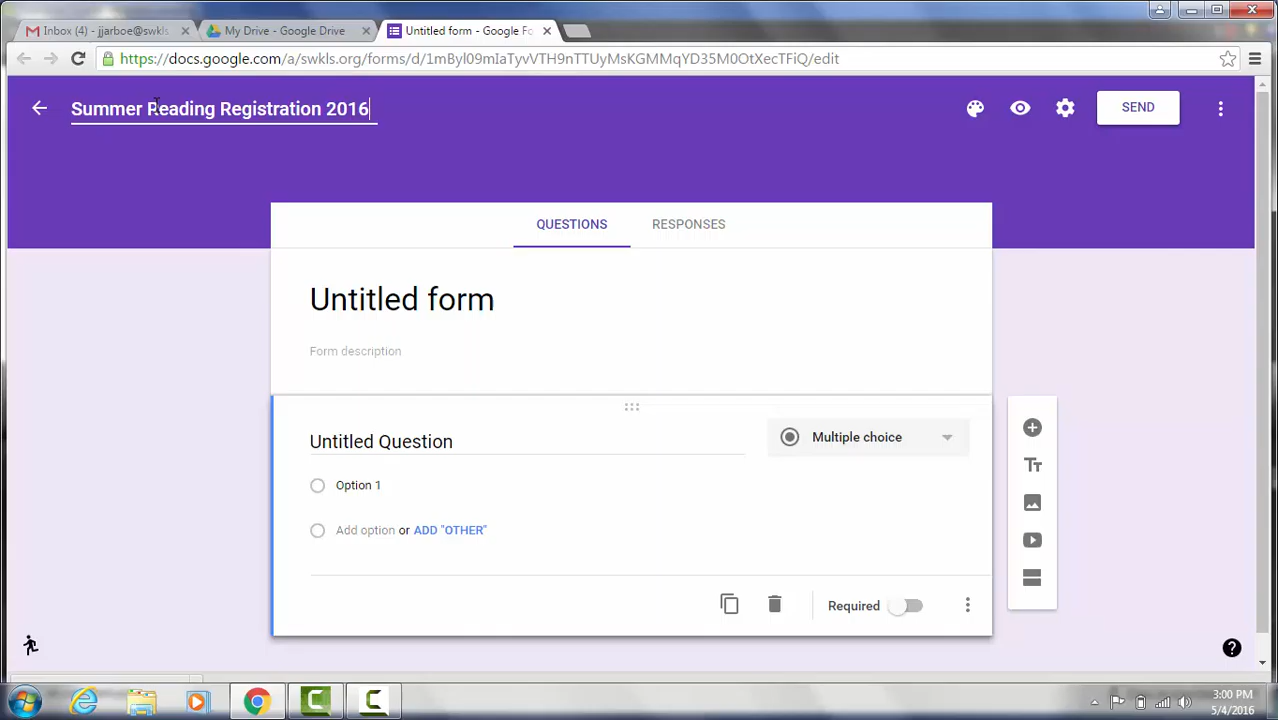 Inbox (4) - jjarboe@swkls
My Drive - Google Drive
Untitled form - Google Fo
https://docs.google.com/a/swkls.org/forms/d/1mByl09mIaTyvVTH9nTTUyMsKGMMqYD35M0OtXecTFiQ/edit
Summer Reading Registration 2016
SEND
QUESTIONS
RESPONSES
Untitled form
Form description
Untitled Question
Multiple choice
Option 1
Add option or ADD "OTHER"
Required
3:00 PM
5/4/2016